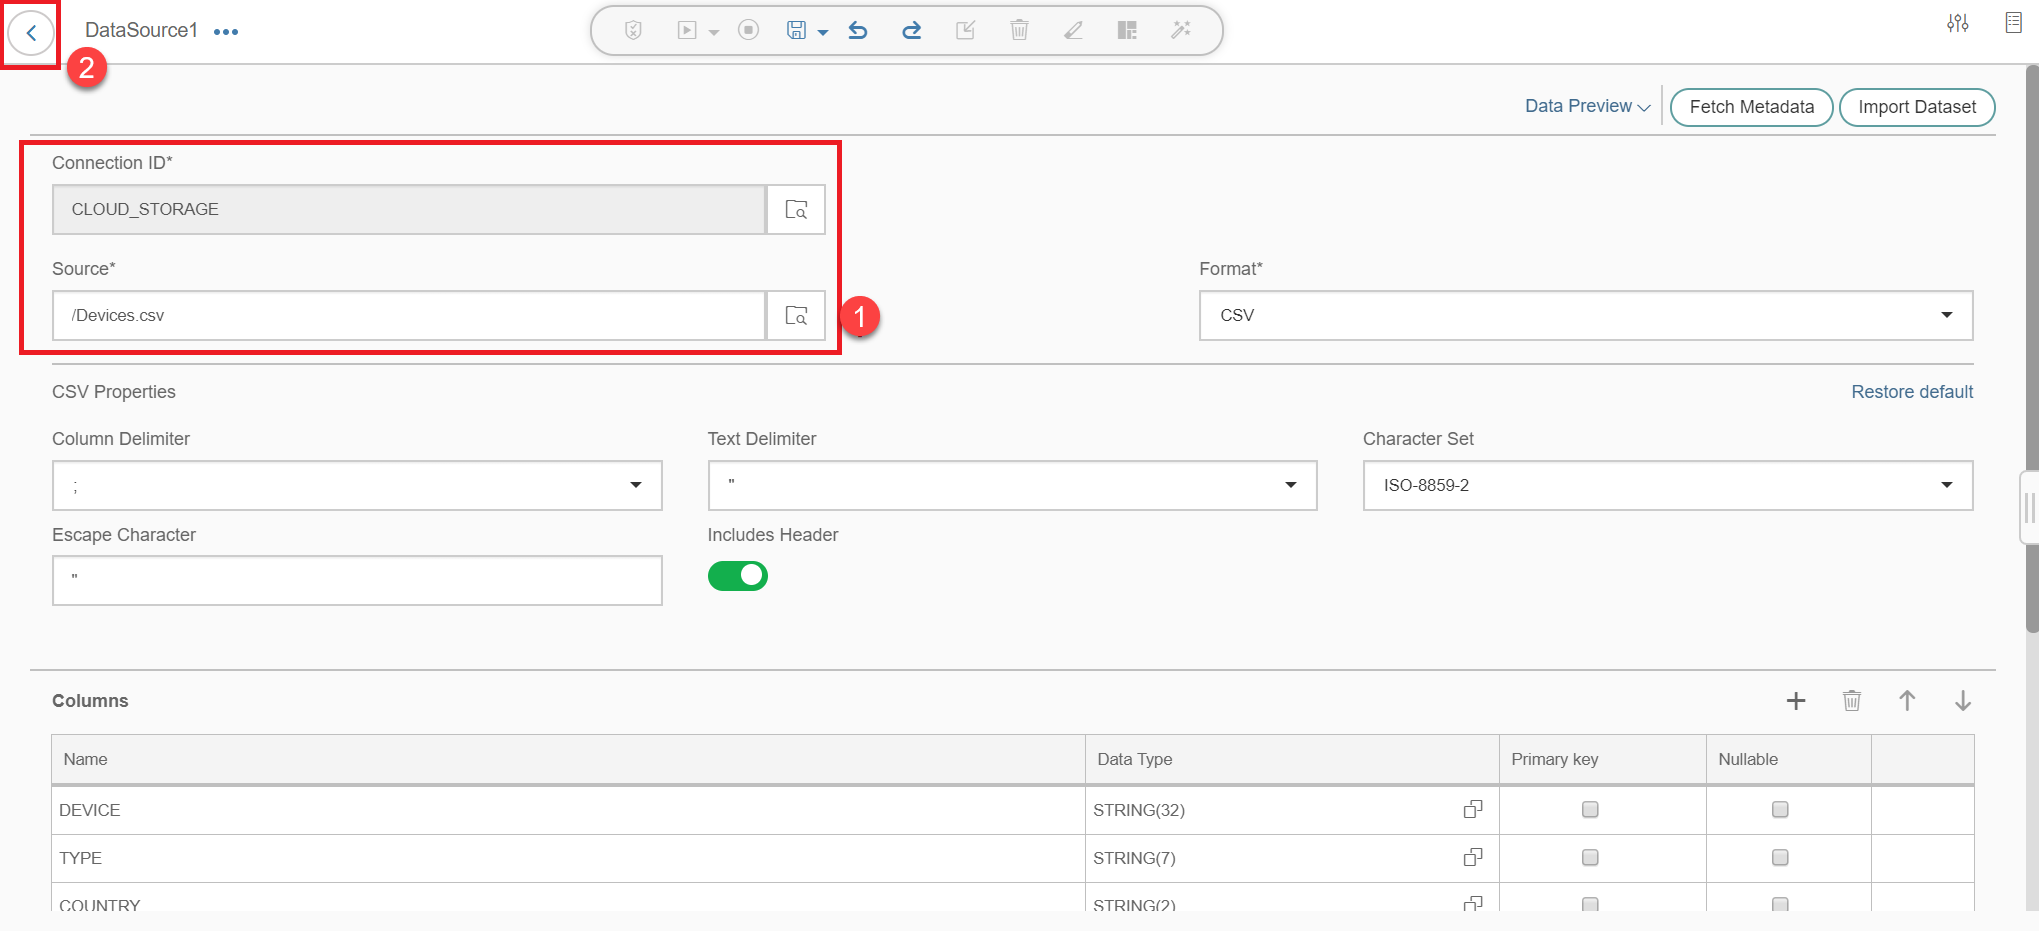 DataSource1
2
Data Preview
Fetch Metadata
Import Dataset
Connection ID*
CLOUD_STORAGE
Source*
Format*
/Devices.csv
1
CSV
CSV Properties
Restore default
Column Delimiter
Text Delimiter
Character Set
;
"
ISO-8859-2
Escape Character
Includes Header
"
Columns
Name
Data Type
Primary key
Nullable
DEVICE
STRING(32)
TYPE
STRING(7)
COUNTRY
STRING(2)